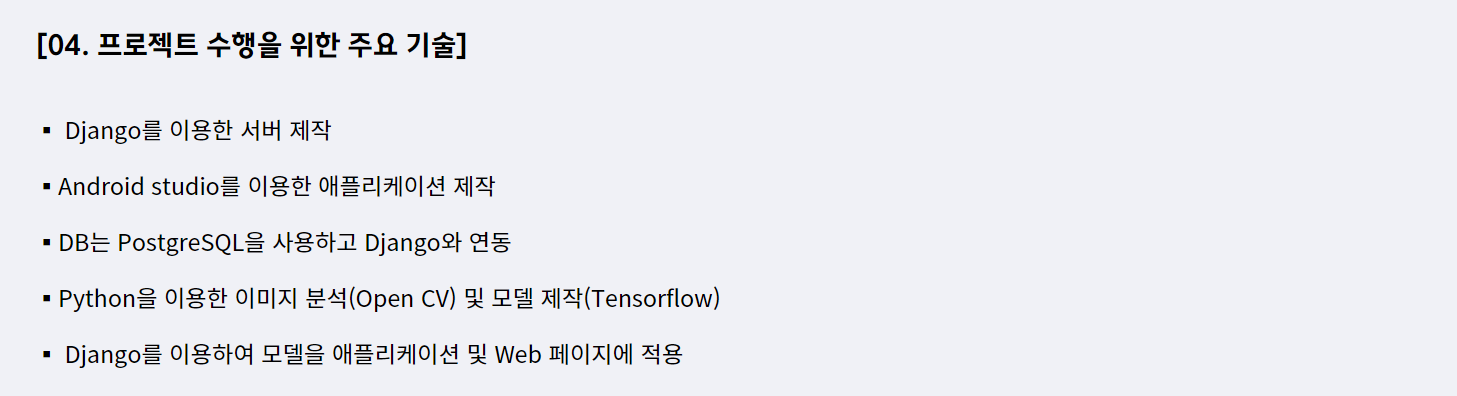 [04. 프로젝트 수행을 위한 주요 기술]
▪ Django를 이용한 서버 제작
▪ Android studio를 이용한 애플리케이션 제작
▪ DB는 PostgreSQL을 사용하고 Django와 연동
▪ Python을 이용한 이미지 분석(Open CV) 및 모델 제작(Tensorflow)
▪ Django를 이용하여 모델을 애플리케이션 및 Web 페이지에 적용